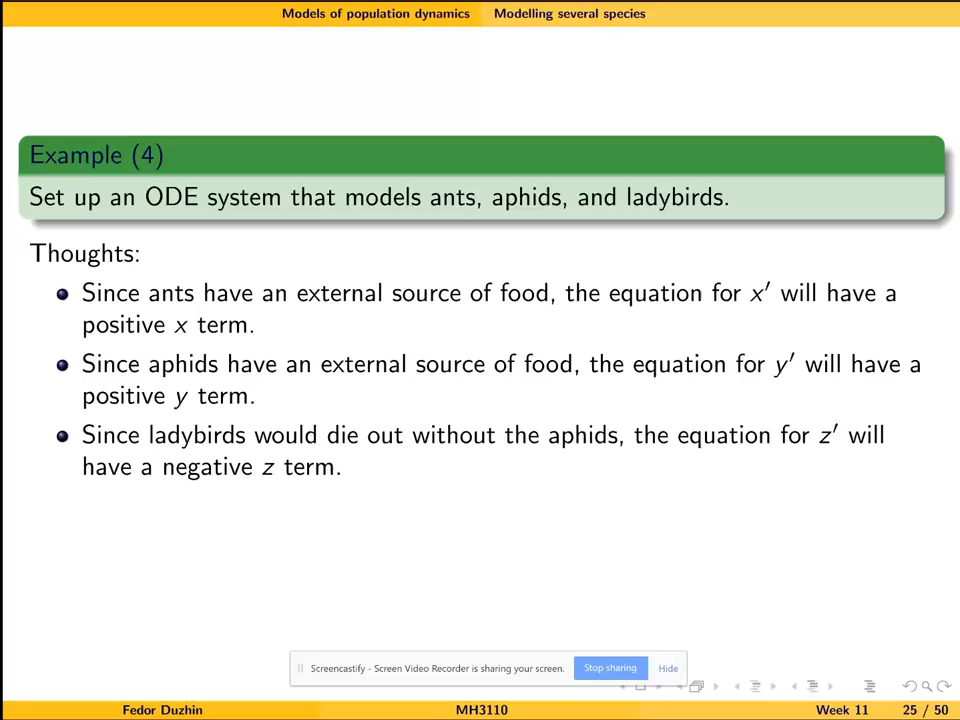 Models of population dynamics Modelling several species
Example (4)
Set up an ODE system that models ants, aphids, and ladybirds.
Thoughts:
Since ants have an external source of food, the equation for x′ will have a
positive x term.
Since aphids have an external source of food, the equation for y′ will have a
positive y term.
Since ladybirds would die out without the aphids, the equation for z′ will
have a negative z term.
Screencastify - Screen Video Recorder is sharing your screen. Stop sharing Hide
Fedor Duzhin MH3110 Week 11 25 / 50